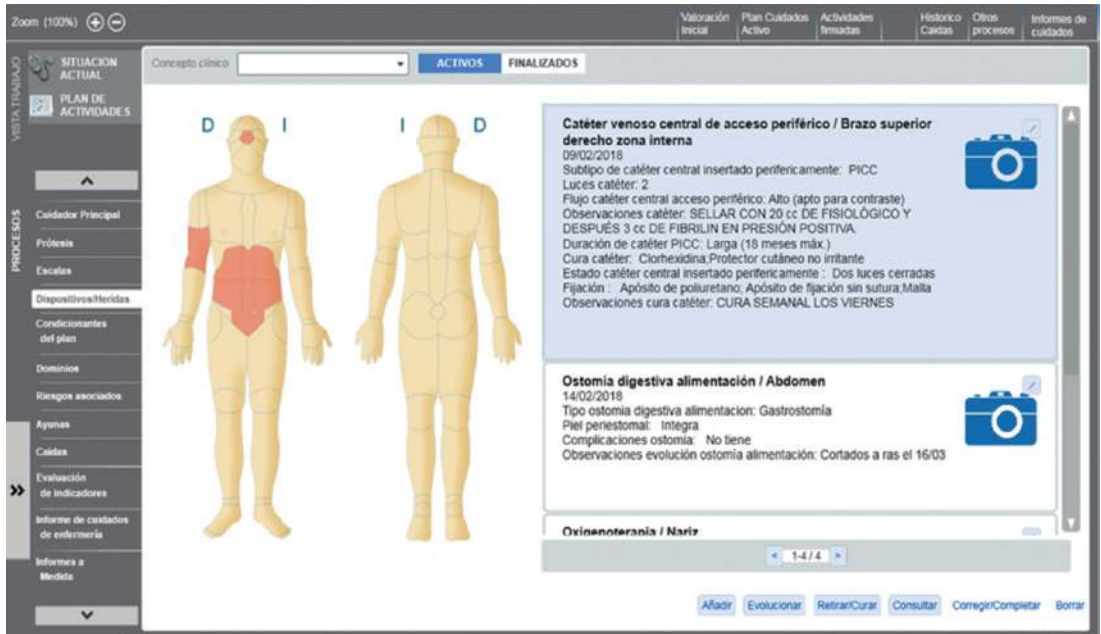 Zoom (100%)
Valoración Inicial
Plan Cuidados Activo
Actividades firmadas
Historico Caidas
Otros procesos
Informes de cuidados
VISTA TRABAJO
SITUACION ACTUAL
PLAN DE ACTIVIDADES
PROCESOS
Cuidador Principal
Prótesis
Escalas
Dispositivos/Heridas
Condicionantes
del plan
Dominios
Riesgos asociados
Ayunas
Caidas
Evaluación
de indicadores
Informe de cuidados
de enfermería
Informes a
Medida
Concepto clínico
ACTIVOS FINALIZADOS
D I I D
Catéter venoso central de acceso periférico / Brazo superior
derecho zona interna
09/02/2018
Subtipo de catéter central insertado perifericamente: PICC
Luces catéter: 2
Flujo catéter central acceso periférico: Alto (apto para contraste)
Observaciones catéter: SELLAR CON 20 cc DE FISIOLÓGICO Y
DESPUÉS 3 cc DE FIBRILIN EN PRESIÓN POSITIVA.
Duración de catéter PICC: Larga (18 meses máx.)
Cura catéter: Clorhexidina;Protector cutáneo no irritante
Estado catéter central insertado perifericamente : Dos luces cerradas
Fijación : Apósito de poliuretano; Apósito de fijación sin sutura;Malla
Observaciones cura catéter: CURA SEMANAL LOS VIERNES
Ostomia digestiva alimentación / Abdomen
14/02/2018
Tipo ostomia digestiva alimentacion: Gastrostomía
Piel periestomal: Integra
Complicaciones ostomia: No tiene
Observaciones evolución ostomía alimentación: Cortados a ras el 16/03
Oxigenoterapia / Nariz
< 1-4 / 4 >
Añadir Evolucionar Retirar/Curar Consultar Corregir/Completar Borrar